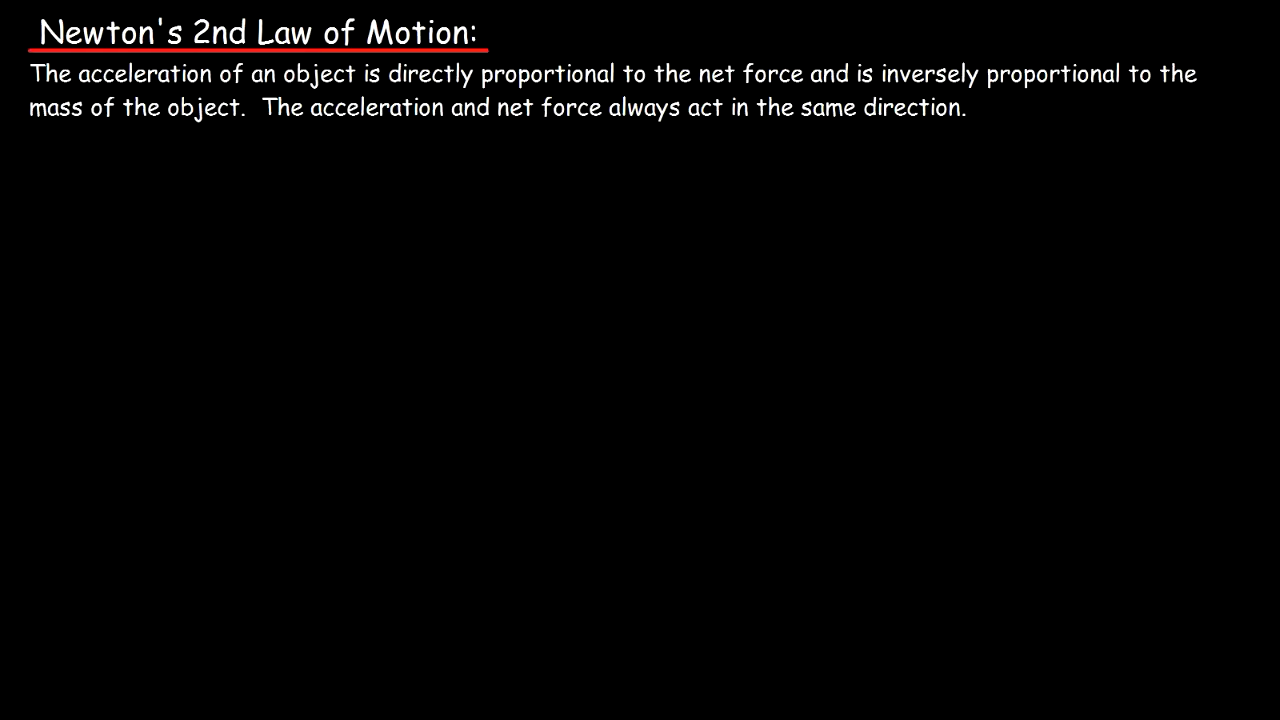 Newton's 2nd Law of Motion:
The acceleration of an object is directly proportional to the net force and is inversely proportional to the
mass of the object.  The acceleration and net force always act in the same direction.